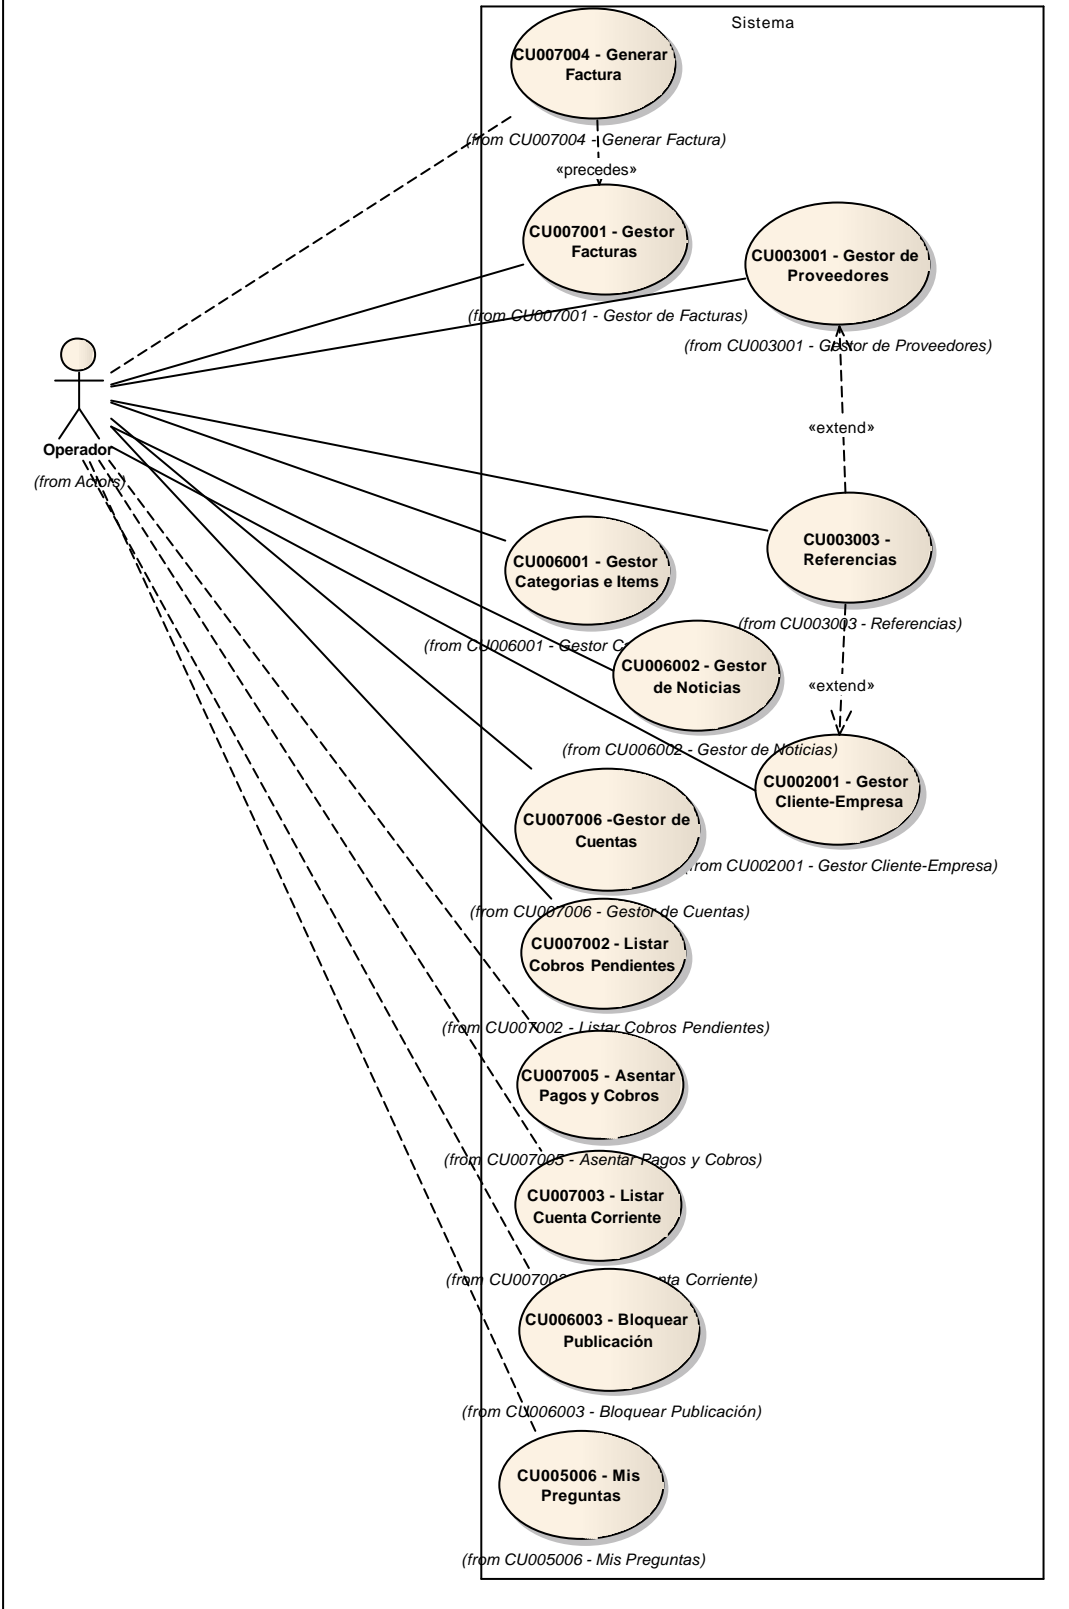 Sistema
CU007004 - Generar
Factura
(from CU007004 - Generar Factura)
«precedes»
CU007001 - Gestor
Facturas
(from CU007001 - Gestor de Facturas)
CU003001 - Gestor de
Proveedores
(from CU003001 - Gestor de Proveedores)
«extend»
Operador
(from Actors)
CU003003 -
Referencias
(from CU003003 - Referencias)
CU006001 - Gestor
Categorias e Items
(from CU006001 - Gestor
CU006002 - Gestor
de Noticias
(from CU006002 - Gestor de Noticias)
«extend»
CU002001 - Gestor
Cliente-Empresa
from CU002001 - Gestor Cliente-Empresa)
CU007006 -Gestor de
Cuentas
(from CU007006 - Gestor de Cuentas)
CU007002 - Listar
Cobros Pendientes
(from CU007002 - Listar Cobros Pendientes)
CU007005 - Asentar
Pagos y Cobros
(from CU007005 - Asentar Pagos y Cobros)
CU007003 - Listar
Cuenta Corriente
(from Corriente)
CU006003 - Bloquear
Publicación
(from CU006003 - Bloquear Publicación)
CU005006 - Mis
Preguntas
(from CU005006 - Mis Preguntas)